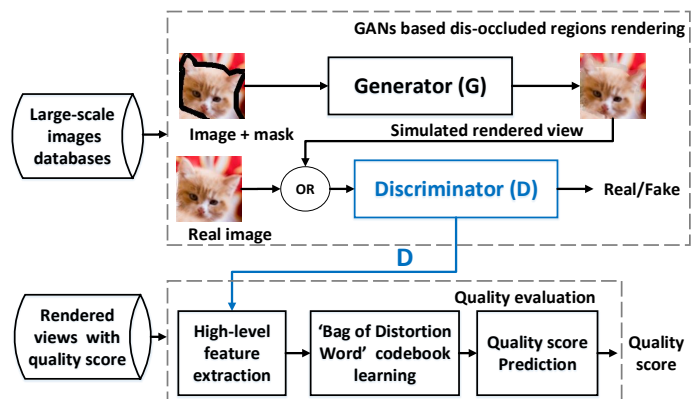 GANs based dis-occluded regions rendering
Large-scale
images
databases
Image + mask
Generator (G)
Simulated rendered view
Real image
OR
Discriminator (D)
Real/Fake
D
Quality evaluation
Rendered
views with
quality score
High-level
feature
extraction
‘Bag of Distortion
Word’ codebook
learning
Quality score
Prediction
Quality
score